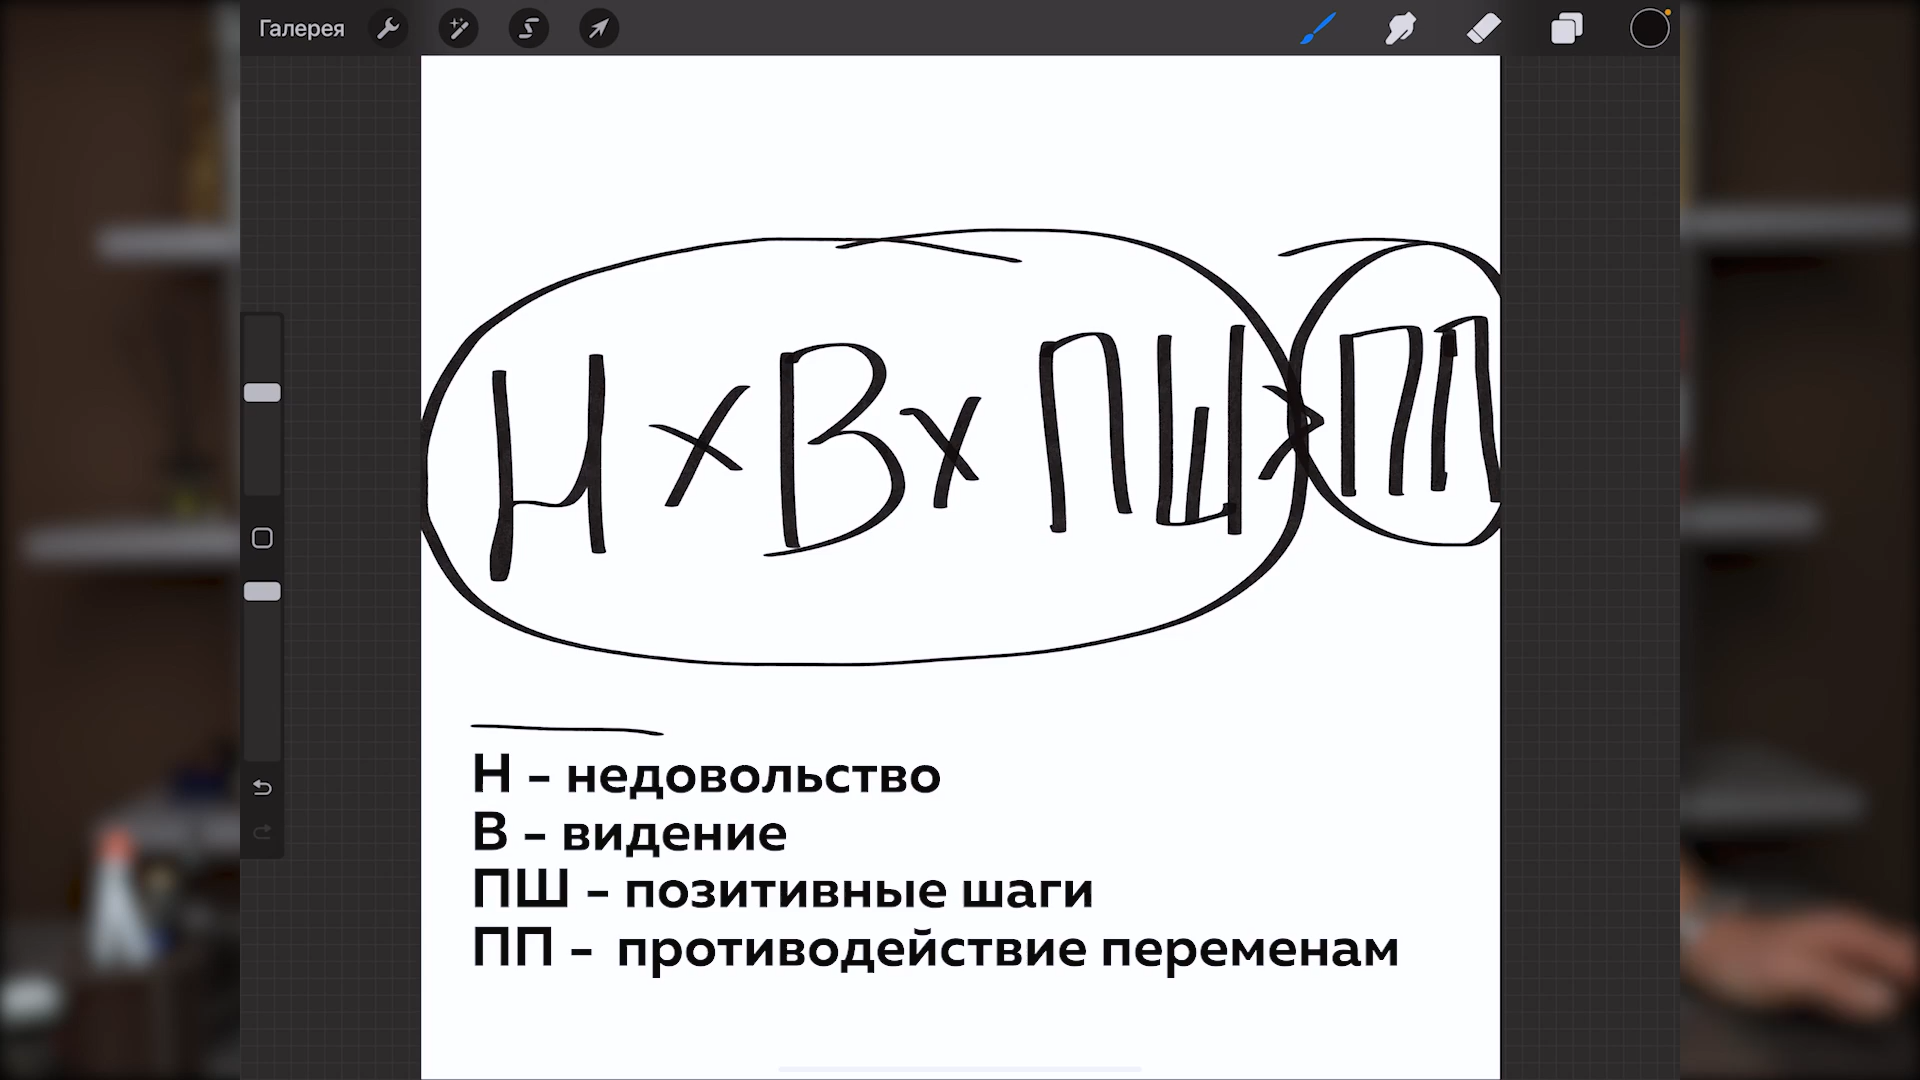 Галерея
Н х В х ПШ > ПП
Н – недовольство
В – видение
ПШ – позитивные шаги
ПП – противодействие переменам